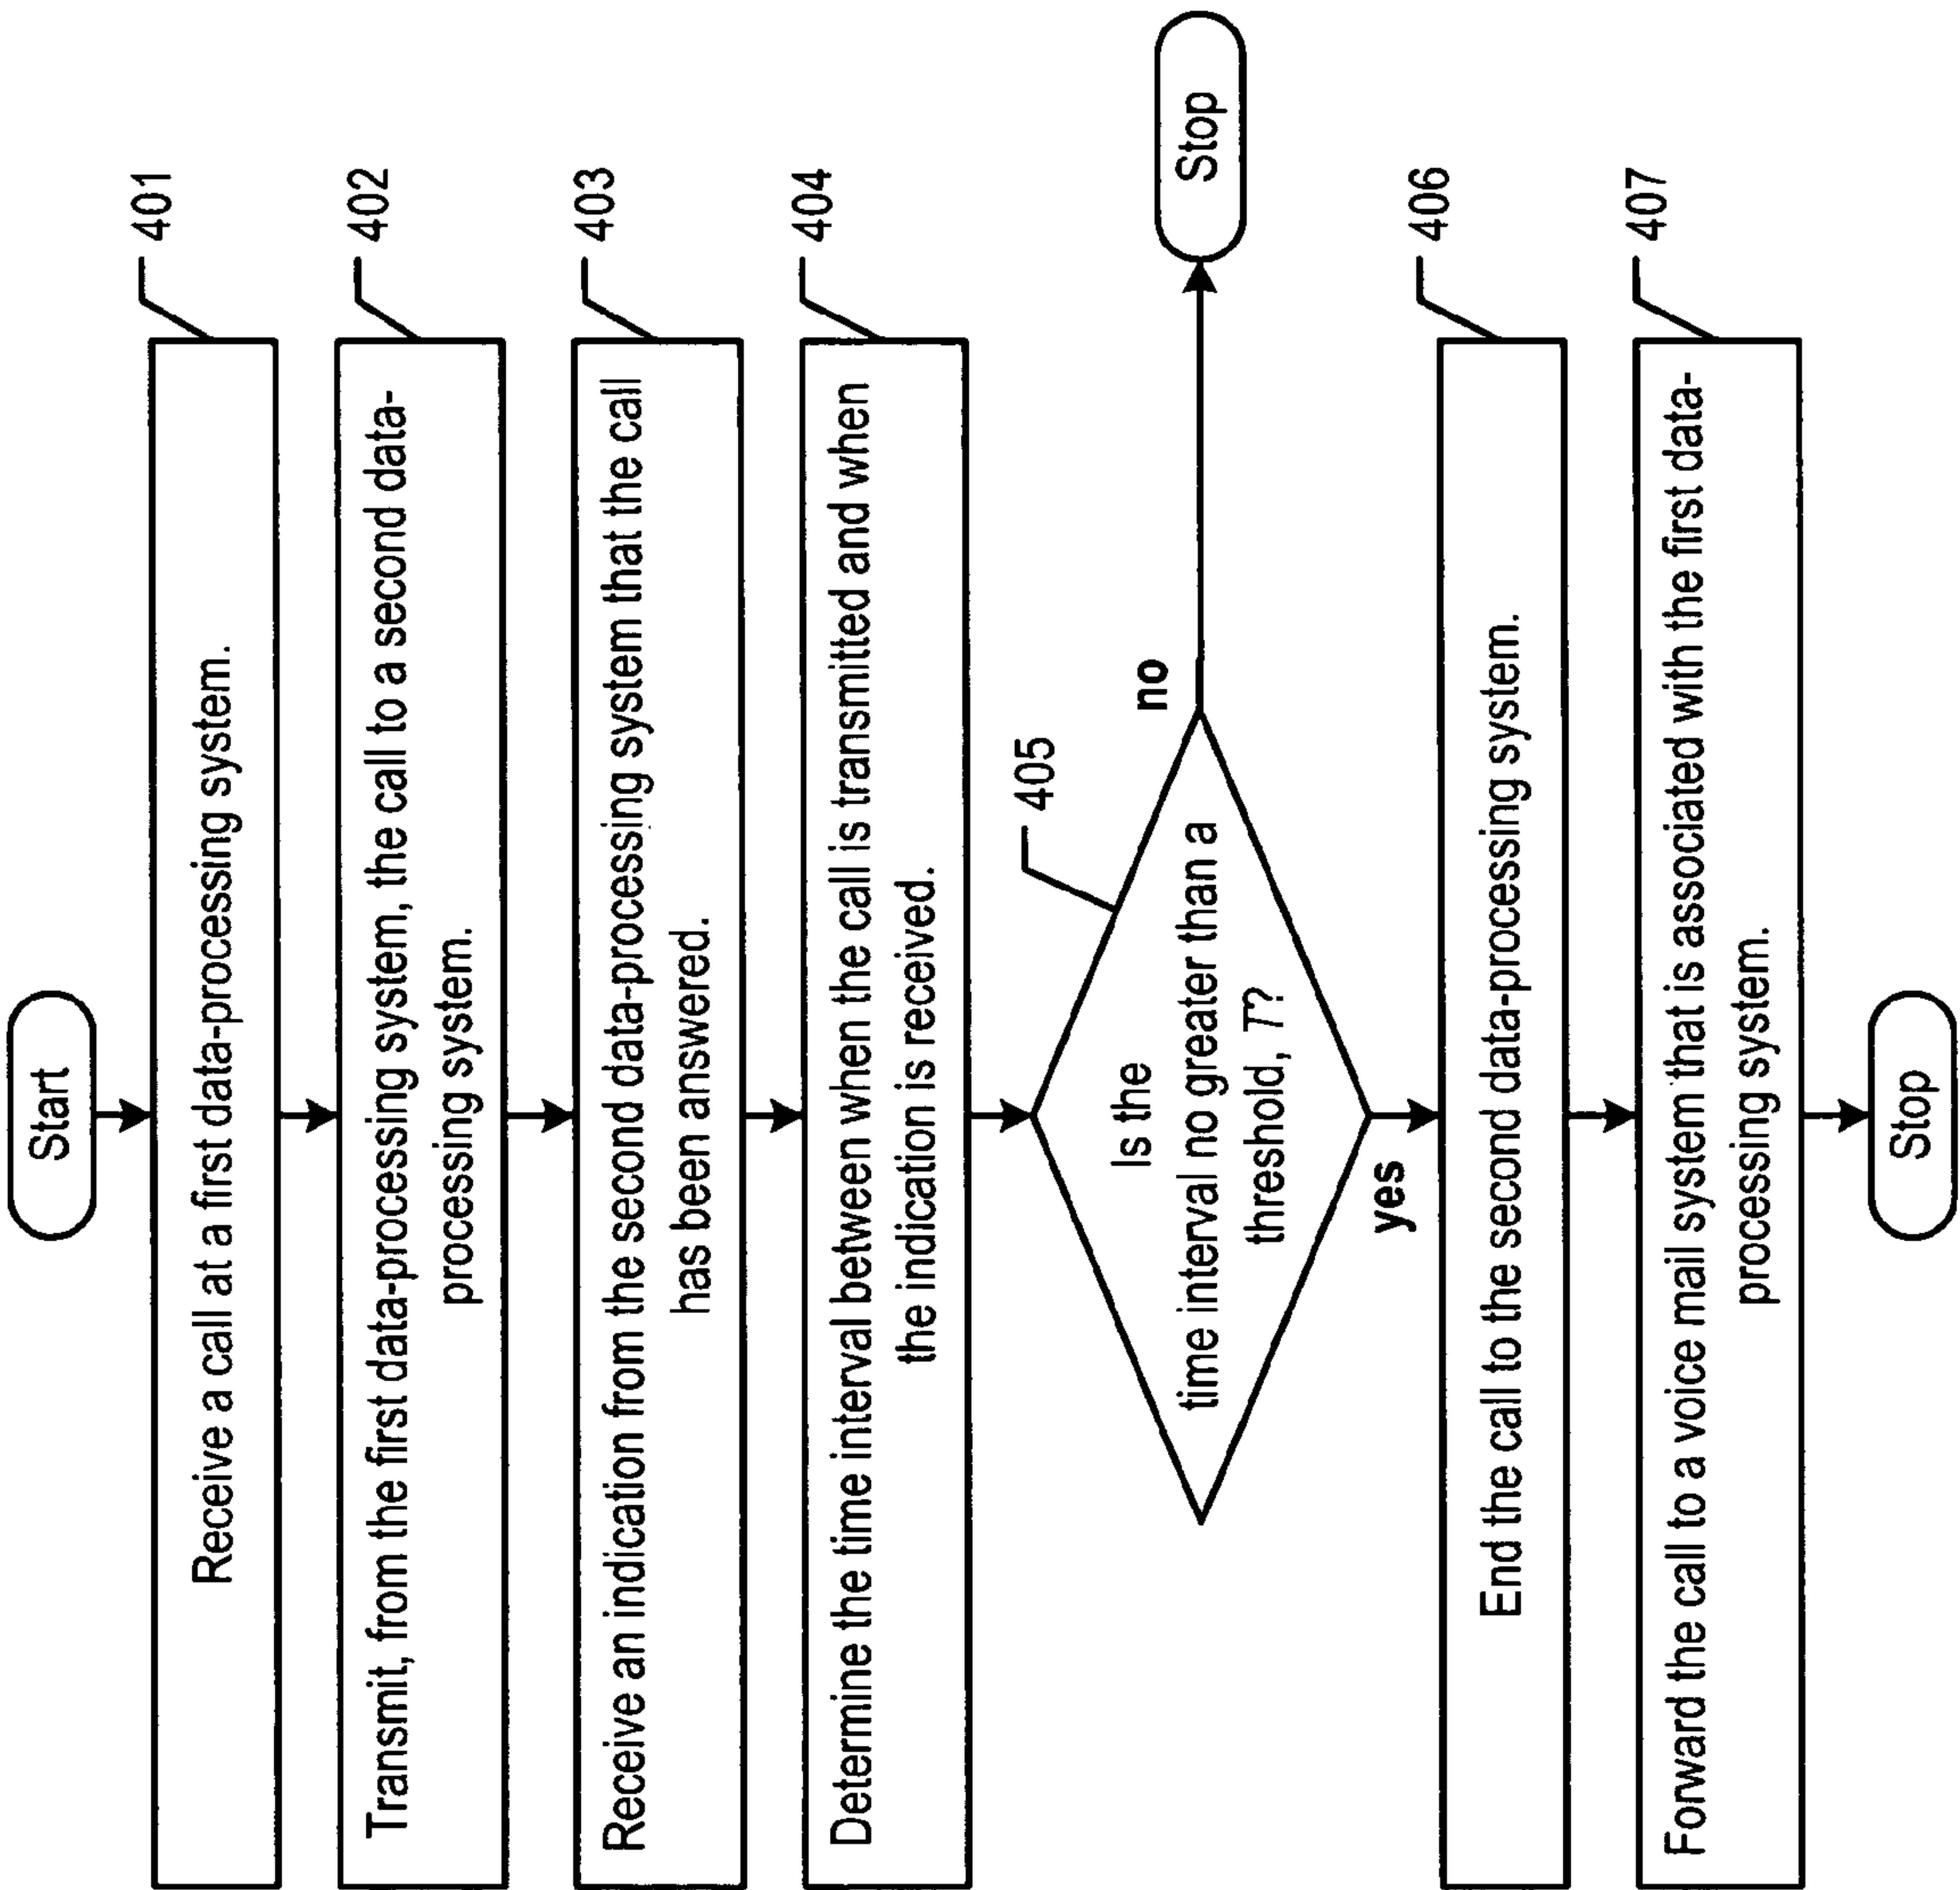 Start
401
Receive a call at a first data-processing system.
402
Transmit, from the first data-processing system, the call to a second data-
processing system.
403
Receive an indication from the second data-processing system that the call
has been answered.
404
Determine the time interval between when the call is transmitted and when
the indication is received.
405
Is the
time interval no greater than a
threshold, T?
no
Stop
yes
406
End the call to the second data-processing system.
407
Forward the call to a voice mail system that is associated with the first data-
processing system.
Stop